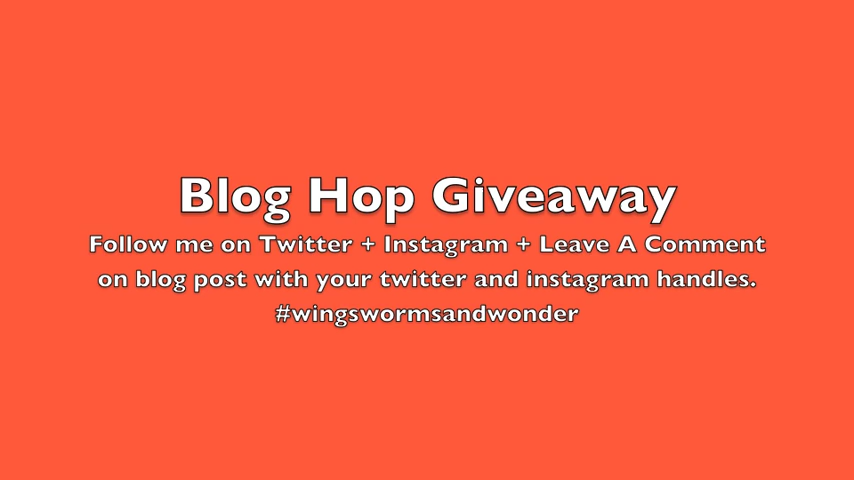 Blog Hop Giveaway
Follow me on Twitter + Instagram + Leave A Comment
on blog post with your twitter and instagram handles.
#wingswormsandwonder